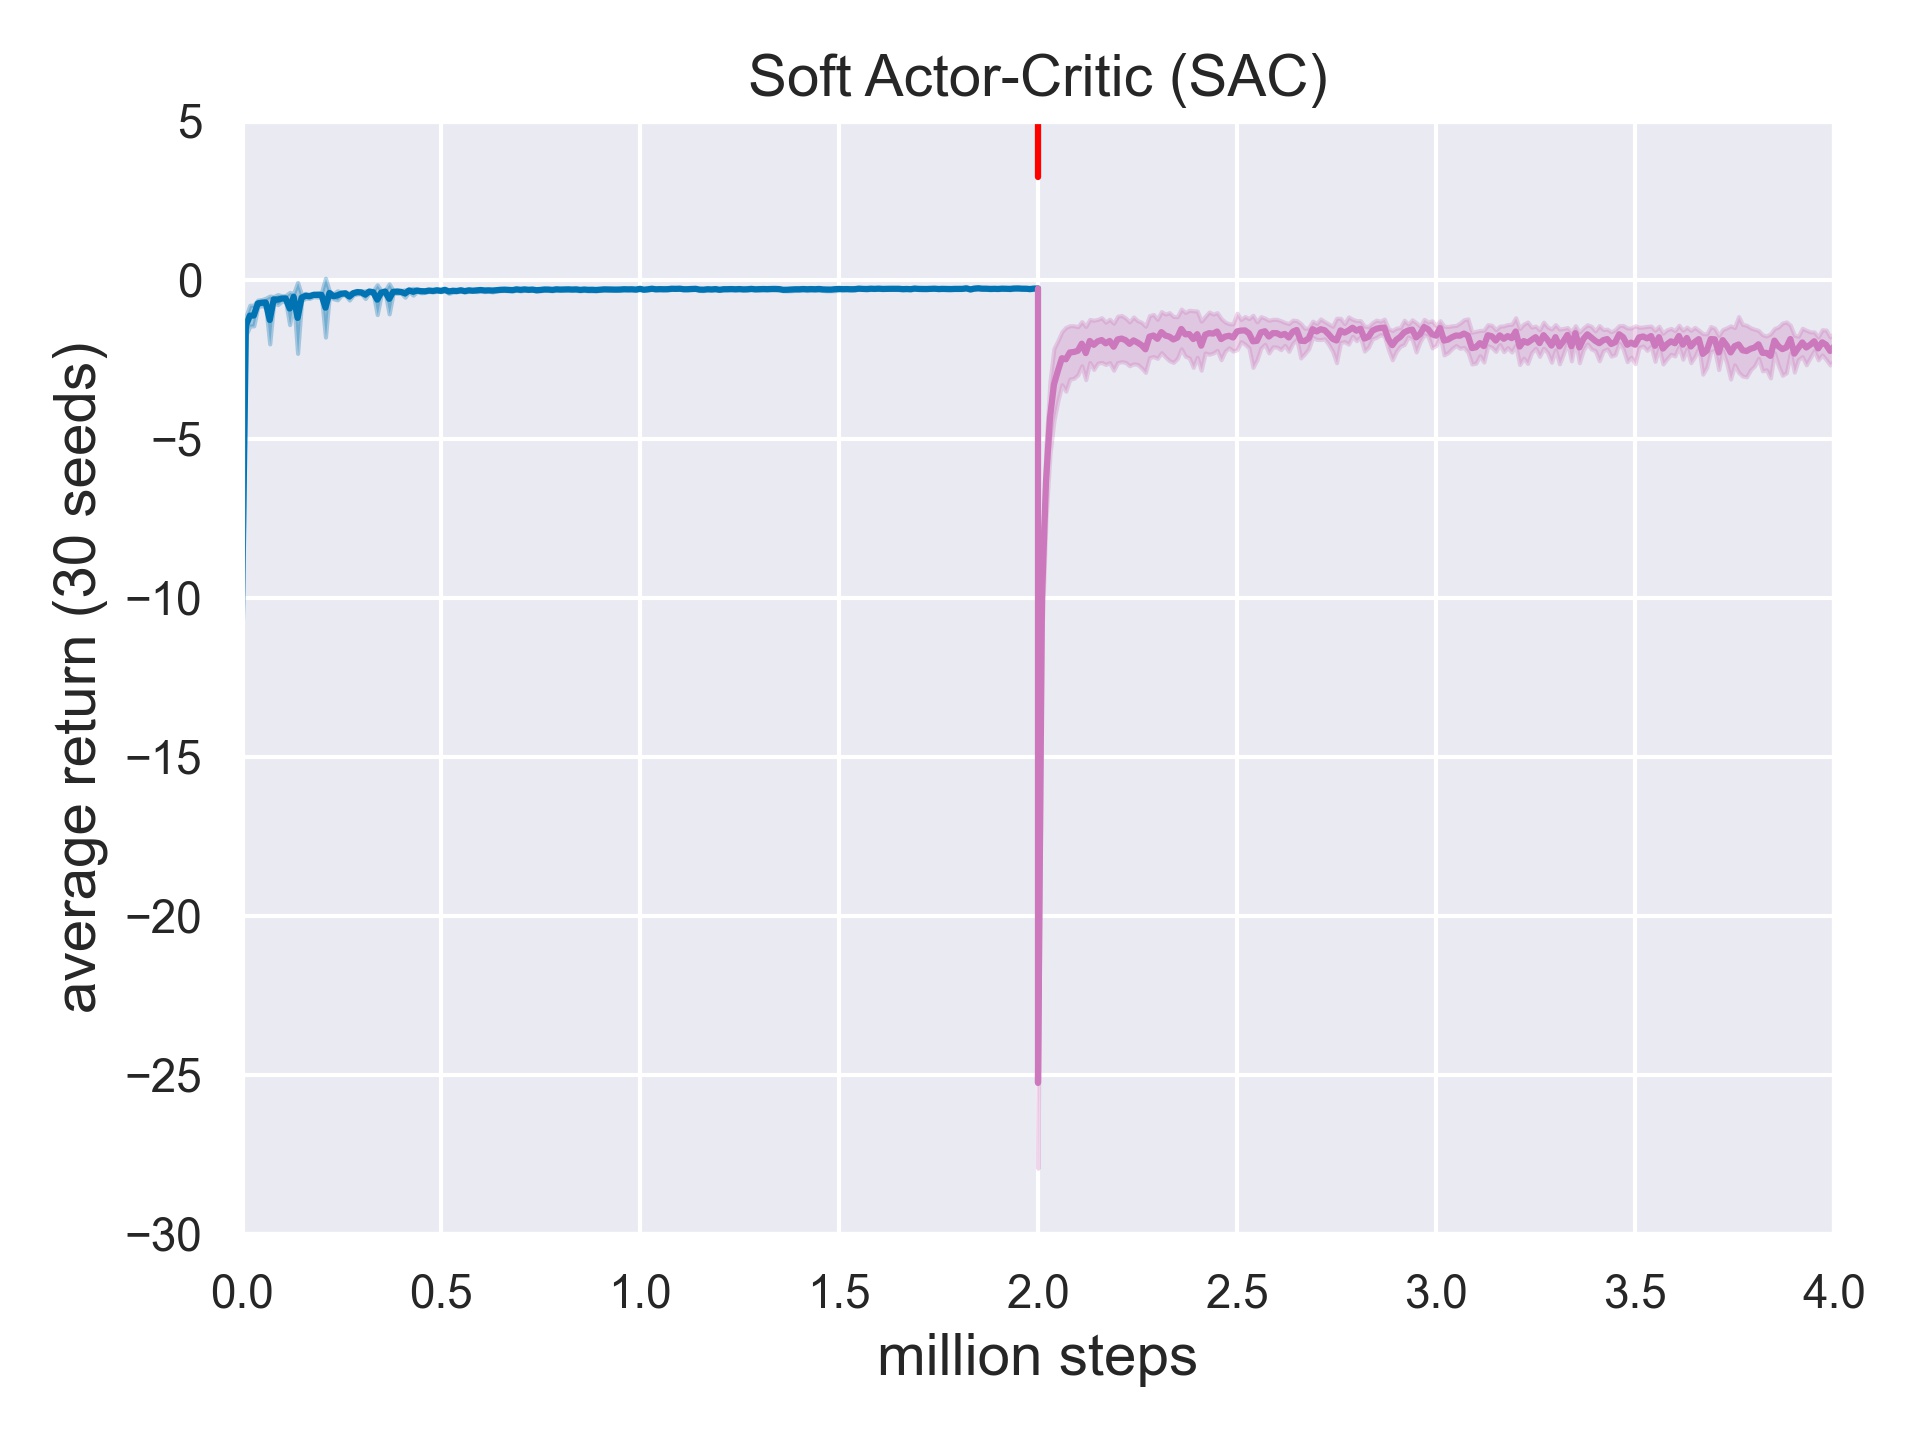 Soft Actor-Critic (SAC)
5
0
−5
−10
−15
−20
−25
−30
average return (30 seeds)
0.0 0.5 1.0 1.5 2.0 2.5 3.0 3.5 4.0
million steps